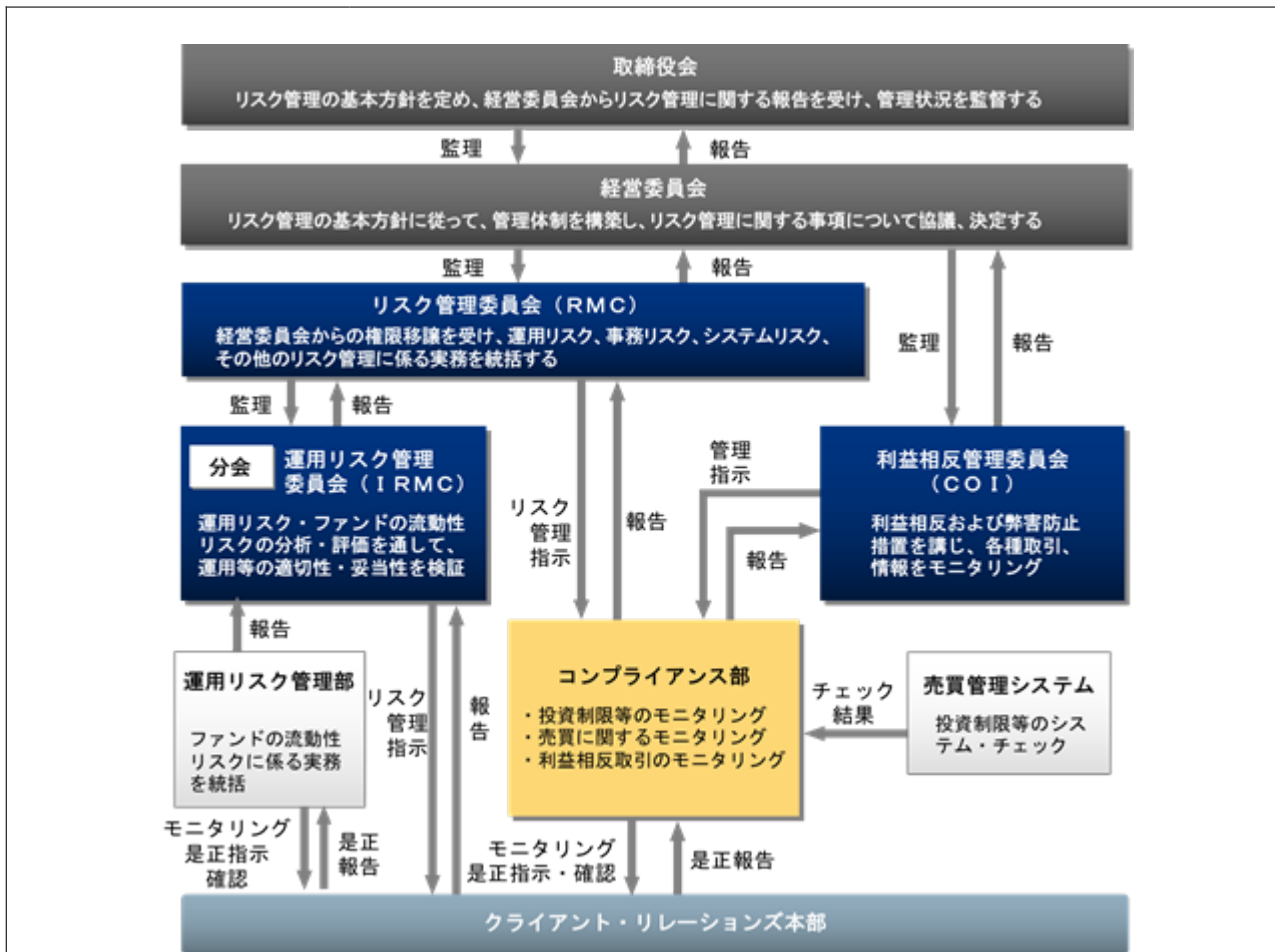 取締役会
リスク管理の基本方針を定め、経営委員会からリスク管理に関する報告を受け、管理状況を監督する
監理
報告
経営委員会
リスク管理の基本方針に従って、管理体制を構築し、リスク管理に関する事項について協議、決定する
監理
報告
リスク管理委員会（ＲＭＣ）
経営委員会からの権限移譲を受け、運用リスク、事務リスク、システムリスク、
その他のリスク管理に係る実務を統括する
監理
報告
監理
報告
分会
運用リスク管理
委員会（ＩＲＭＣ）
運用リスク・ファンドの流動性
リスクの分析・評価を通して、
運用等の適切性・妥当性を検証
リスク
管理
指示
報告
管理
指示
報告
利益相反管理委員会
（ＣＯＩ）
利益相反および弊害防止
措置を講じ、各種取引、
情報をモニタリング
報告
運用リスク管理部
ファンドの流動性
リスクに係る実務
を統括
リスク
管理
指示
報
告
コンプライアンス部
・投資制限等のモニタリング
・売買に関するモニタリング
・利益相反取引のモニタリング
チェック
結果
売買管理システム
投資制限等のシス
テム・チェック
モニタリング
是正指示
確認
是正
報告
モニタリング
是正指示・確認
是正報告
クライアント・リレーションズ本部